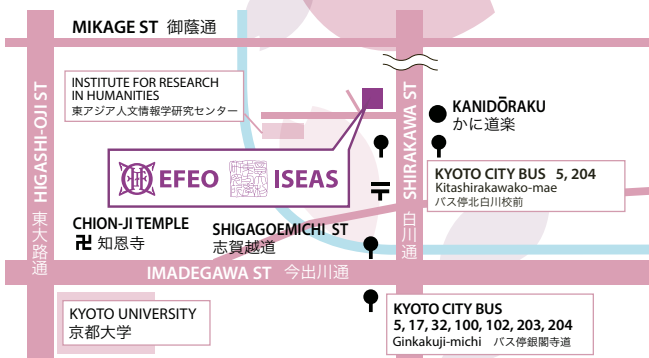 MIKAGE ST 御蔭通
HIGASHI-OJI ST 東大路通
INSTITUTE FOR RESEARCH
IN HUMANITIES
東アジア人文情報学研究センター
SHIRAKAWA ST 白川通
KANIDŌRAKU
かに道楽
EFEO ISEAS
KYOTO CITY BUS 5, 204
Kitashirakawako-mae
バス停北白川校前
CHION-JI TEMPLE
卍 知恩寺
SHIGAGOEMICHI ST
志賀越道
IMADEGAWA ST 今出川通
KYOTO UNIVERSITY
京都大学
KYOTO CITY BUS
5, 17, 32, 100, 102, 203, 204
Ginkakuji-michi バス停銀閣寺道